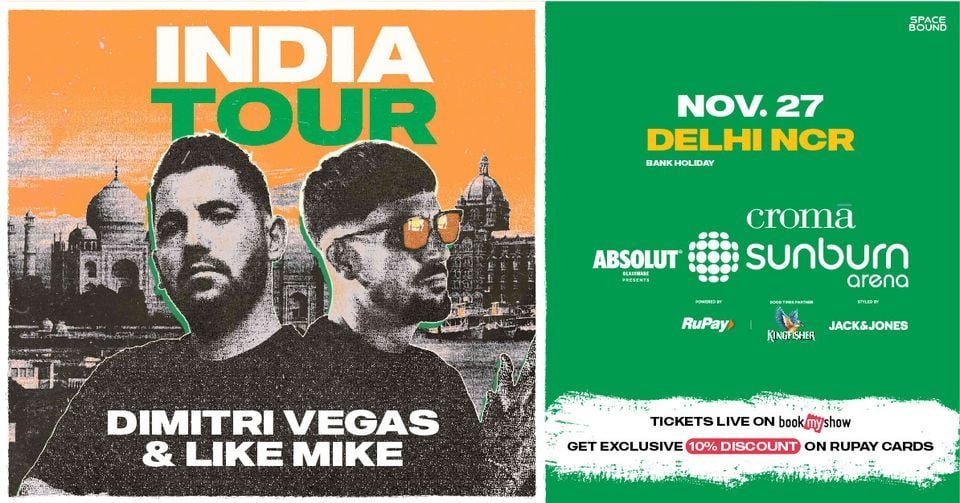 INDIA
TOUR
DIMITRI VEGAS
& LIKE MIKE
SPACE
BOUND
NOV. 27
DELHI NCR
BANK HOLIDAY
cromā
ABSOLUT
GLASSWARE
PRESENTS
sunburn
arena
POWERED BY
RuPay
GOOD TIMES PARTNER
KINGFISHER
STYLED BY
JACK&JONES
TICKETS LIVE ON bookmyshow
GET EXCLUSIVE 10% DISCOUNT ON RUPAY CARDS